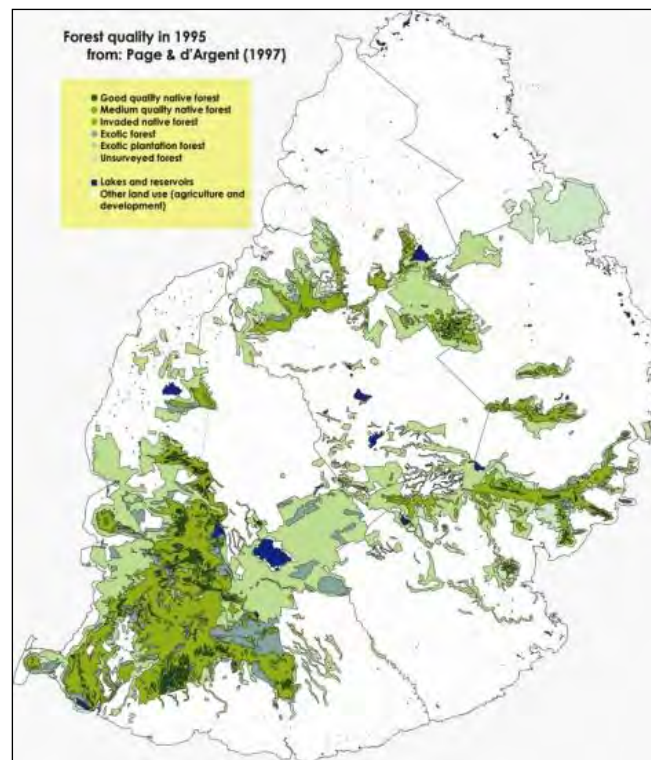 Forest quality in 1995
from: Page & d'Argent (1997)
Good quality native forest
Medium quality native forest
Invaded native forest
Exotic forest
Exotic plantation forest
Unsurveyed forest
Lakes and reservoirs
Other land use (agriculture and
development)